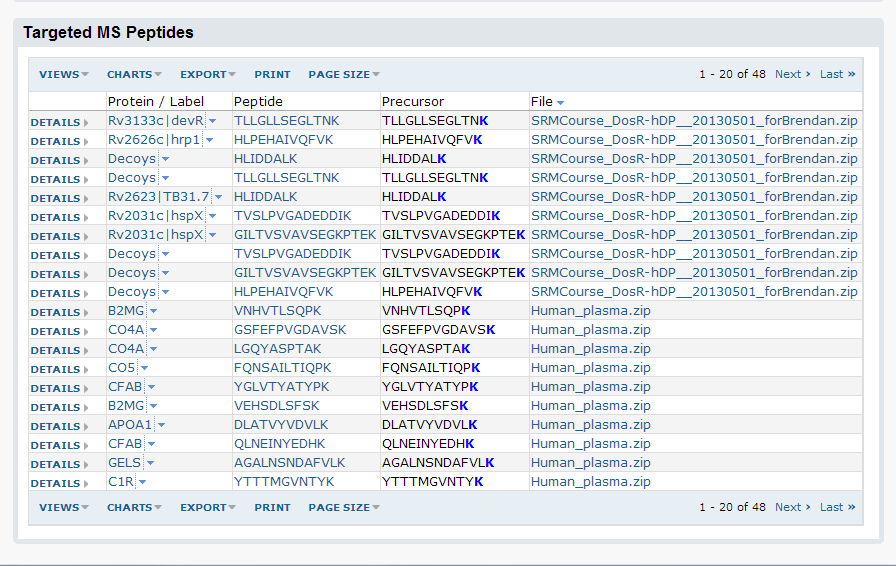 Targeted MS Peptides
VIEWS CHARTS EXPORT PRINT PAGE SIZE 1 - 20 of 48 Next › Last »
Protein / Label Peptide Precursor File
DETAILS Rv3133c|devR TLLGLLSEGLTNK TLLGLLSEGLTNK SRMCourse_DosR-hDP__20130501_forBrendan.zip
DETAILS Rv2626c|hrp1 HLPEHAIVQFVK HLPEHAIVQFVK SRMCourse_DosR-hDP__20130501_forBrendan.zip
DETAILS Decoys HLIDDALK HLIDDALK SRMCourse_DosR-hDP__20130501_forBrendan.zip
DETAILS Decoys TLLGLLSEGLTNK TLLGLLSEGLTNK SRMCourse_DosR-hDP__20130501_forBrendan.zip
DETAILS Rv2623|TB31.7 HLIDDALK HLIDDALK SRMCourse_DosR-hDP__20130501_forBrendan.zip
DETAILS Rv2031c|hspX TVSLPVGADEDDIK TVSLPVGADEDDIK SRMCourse_DosR-hDP__20130501_forBrendan.zip
DETAILS Rv2031c|hspX GILTVSVAVSEGKPTEK GILTVSVAVSEGKPTEK SRMCourse_DosR-hDP__20130501_forBrendan.zip
DETAILS Decoys TVSLPVGADEDDIK TVSLPVGADEDDIK SRMCourse_DosR-hDP__20130501_forBrendan.zip
DETAILS Decoys GILTVSVAVSEGKPTEK GILTVSVAVSEGKPTEK SRMCourse_DosR-hDP__20130501_forBrendan.zip
DETAILS Decoys HLPEHAIVQFVK HLPEHAIVQFVK SRMCourse_DosR-hDP__20130501_forBrendan.zip
DETAILS B2MG VNHVTLSQPK VNHVTLSQPK Human_plasma.zip
DETAILS CO4A GSFEFPVGDAVSK GSFEFPVGDAVSK Human_plasma.zip
DETAILS CO4A LGQYASPTAK LGQYASPTAK Human_plasma.zip
DETAILS CO5 FQNSAILTIQPK FQNSAILTIQPK Human_plasma.zip
DETAILS CFAB YGLVTYATYPK YGLVTYATYPK Human_plasma.zip
DETAILS B2MG VEHSDLSFSK VEHSDLSFSK Human_plasma.zip
DETAILS APOA1 DLATVYVDVLK DLATVYVDVLK Human_plasma.zip
DETAILS CFAB QLNEINYEDHK QLNEINYEDHK Human_plasma.zip
DETAILS GELS AGALNSNDAFVLK AGALNSNDAFVLK Human_plasma.zip
DETAILS C1R YTTTMGVNTYK YTTTMGVNTYK Human_plasma.zip
VIEWS CHARTS EXPORT PRINT PAGE SIZE 1 - 20 of 48 Next › Last »